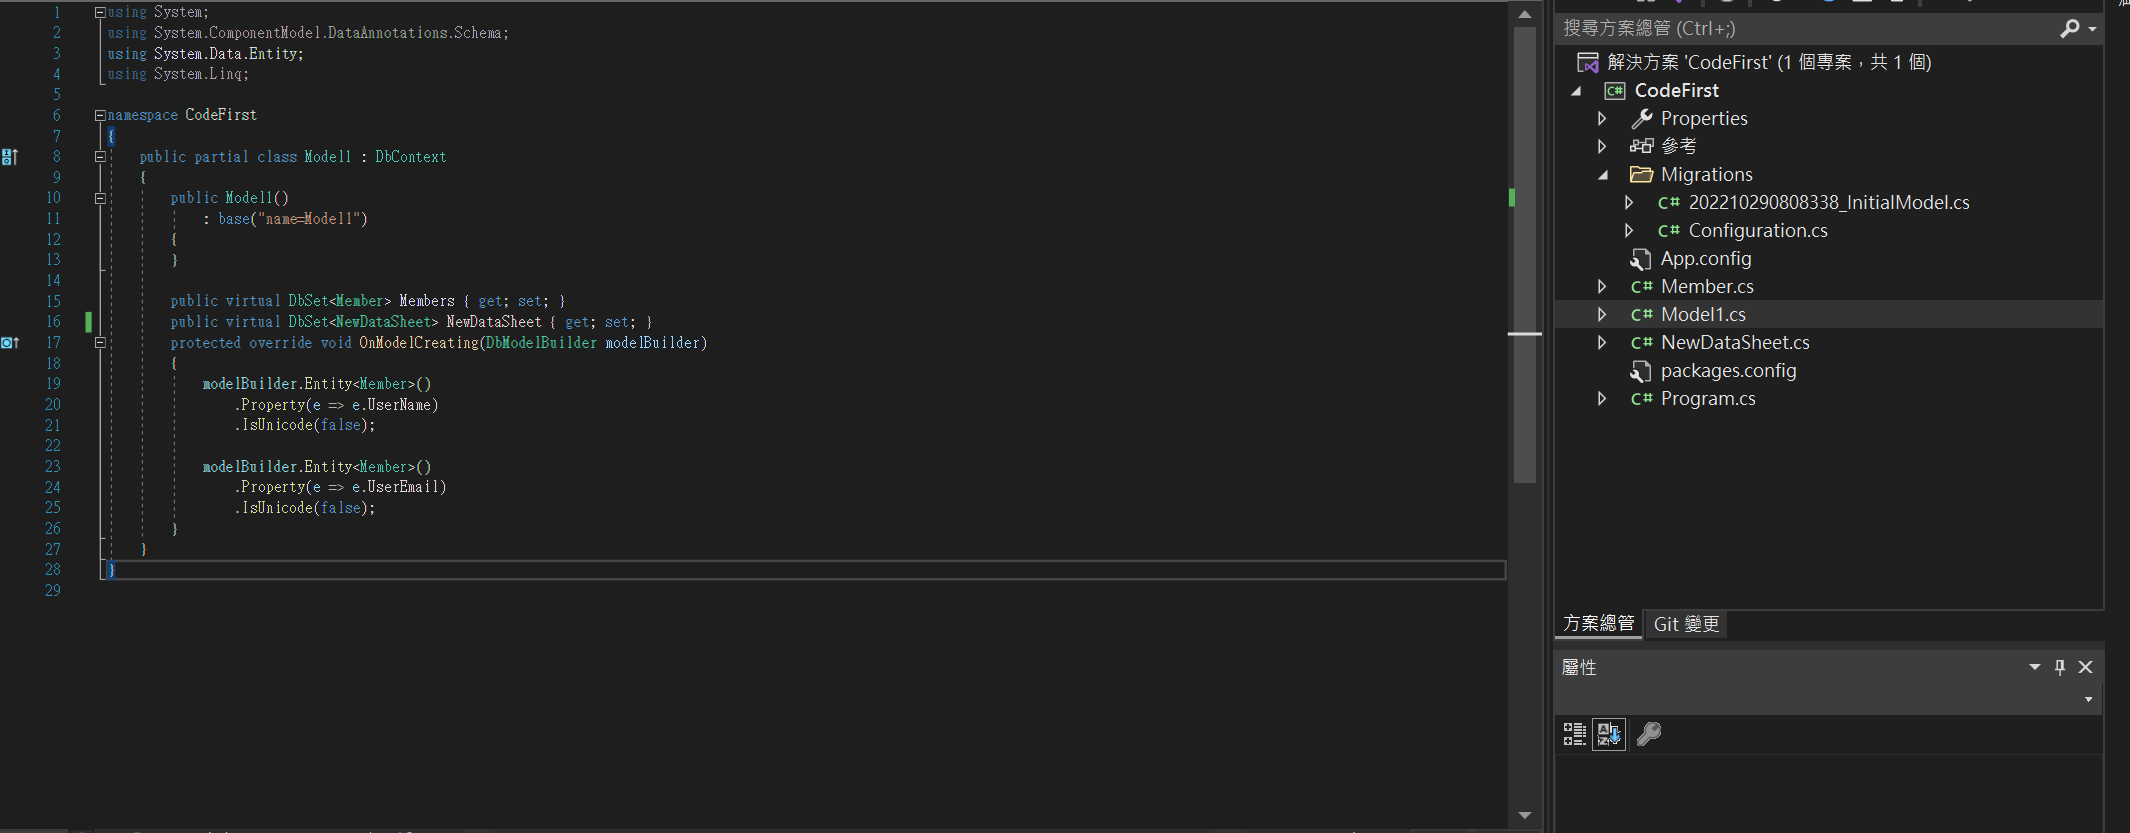 1 using System;
2 using System.ComponentModel.DataAnnotations.Schema;
3 using System.Data.Entity;
4 using System.Linq;
5
6 namespace CodeFirst
7 {
8 public partial class Model1 : DbContext
9 {
10 public Model1()
11 : base("name=Model1")
12 {
13 }
14
15 public virtual DbSet<Member> Members { get; set; }
16 public virtual DbSet<NewDataSheet> NewDataSheet { get; set; }
17 protected override void OnModelCreating(DbModelBuilder modelBuilder)
18 {
19 modelBuilder.Entity<Member>()
20 .Property(e => e.UserName)
21 .IsUnicode(false);
22
23 modelBuilder.Entity<Member>()
24 .Property(e => e.UserEmail)
25 .IsUnicode(false);
26 }
27 }
28 }
29
搜尋方案總管 (Ctrl+;)
解決方案 'CodeFirst' (1 個專案，共 1 個)
C# CodeFirst
Properties
參考
Migrations
C# 202210290808338_InitialModel.cs
C# Configuration.cs
App.config
C# Member.cs
C# Model1.cs
C# NewDataSheet.cs
packages.config
C# Program.cs
方案總管 Git 變更
屬性